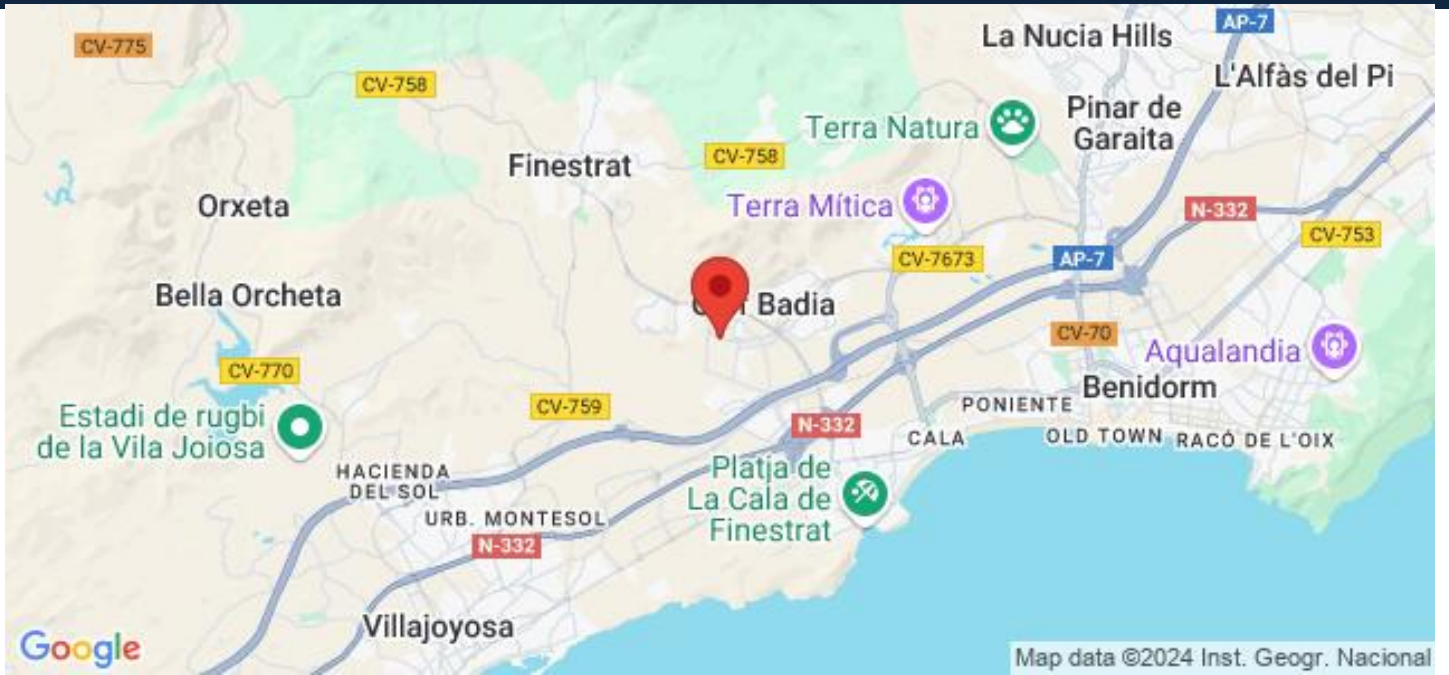 CV-775
CV-758
La Nucia Hills
AP-7
L'Alfàs del Pi
Terra Natura
Pinar de
Garaita
Finestrat
CV-758
Orxeta
Terra Mítica
N-332
CV-753
CV-7673
AP-7
Bella Orcheta
Badia
CV-770
CV-70
Aqualandia
Benidorm
CV-759
PONIENTE
Estadi de rugbi
de la Vila Joiosa
N-332
CALA
OLD TOWN
RACÓ DE L'OIX
HACIENDA
DEL SOL
Platja de
La Cala de
Finestrat
URB. MONTESOL
N-332
Villajoyosa
Google
Map data ©2024 Inst. Geogr. Nacional